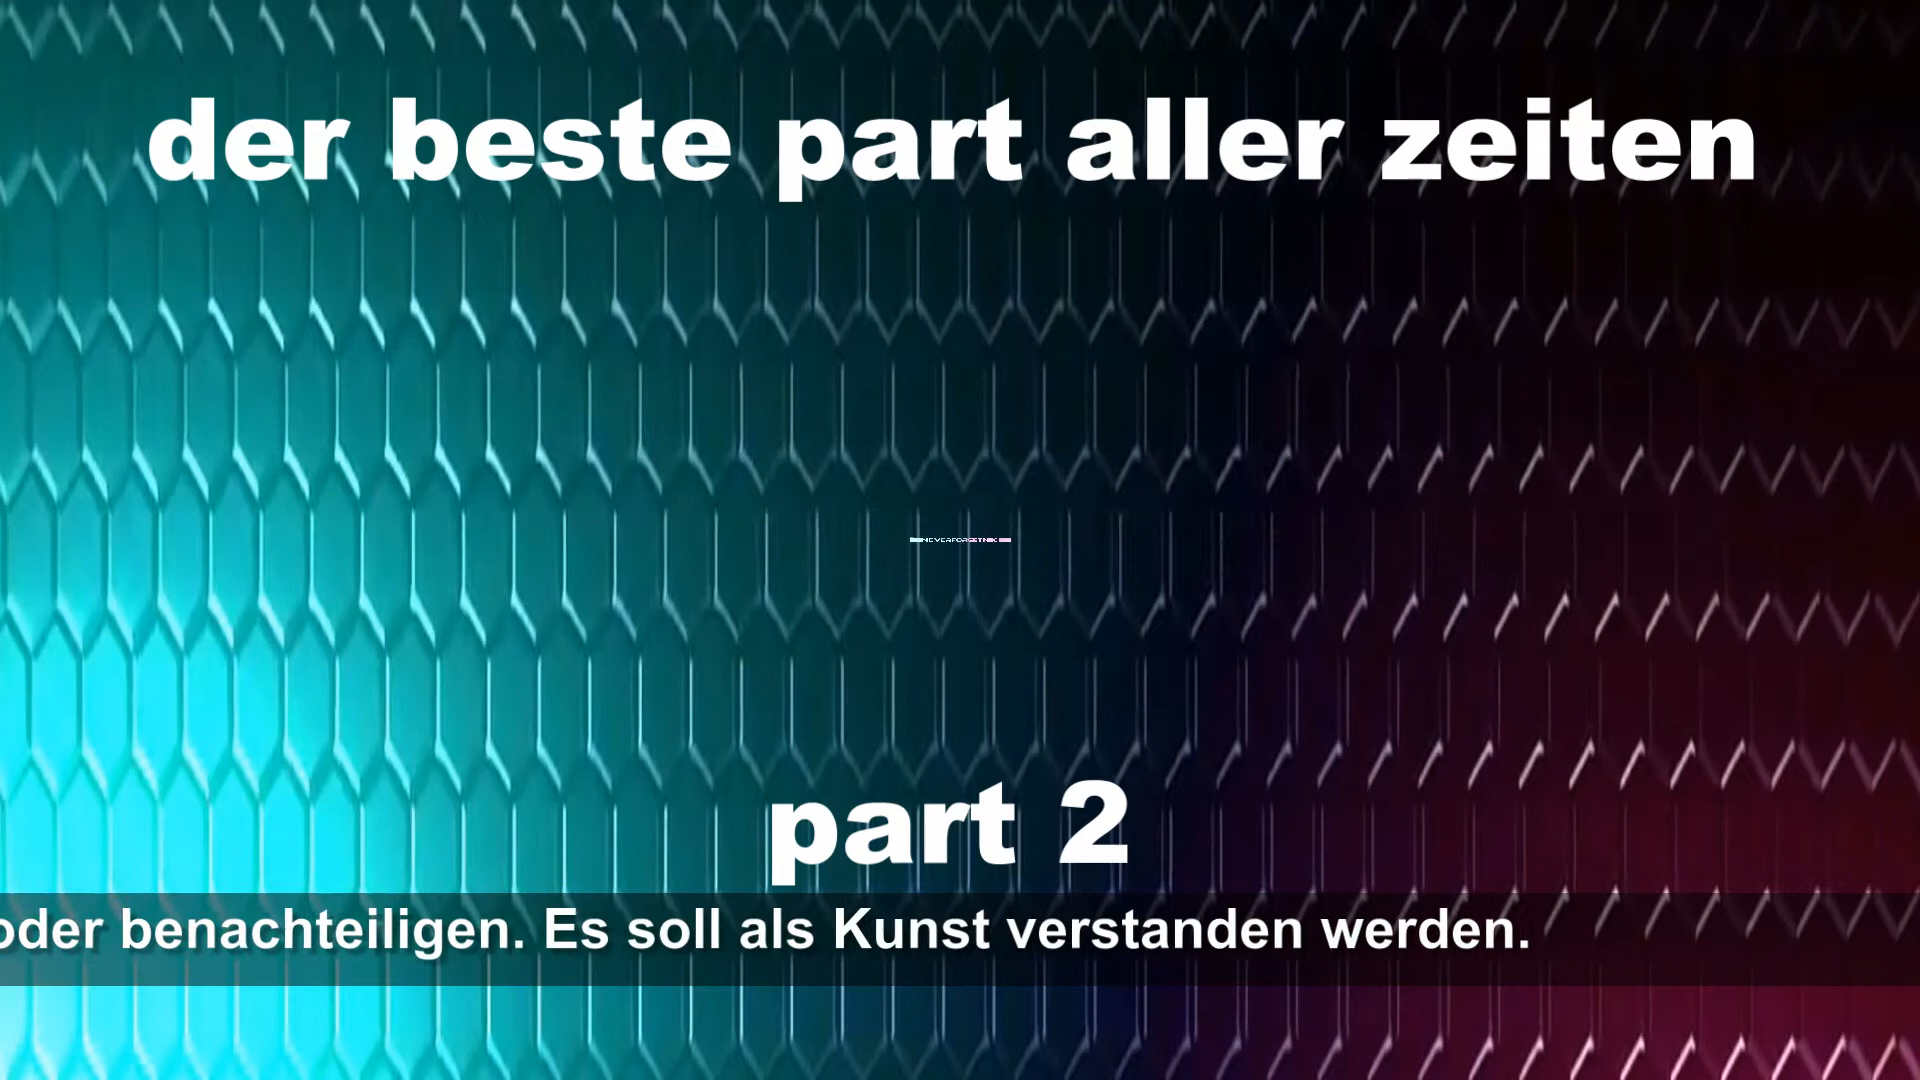 der beste part aller zeiten
part 2
oder benachteiligen. Es soll als Kunst verstanden werden.